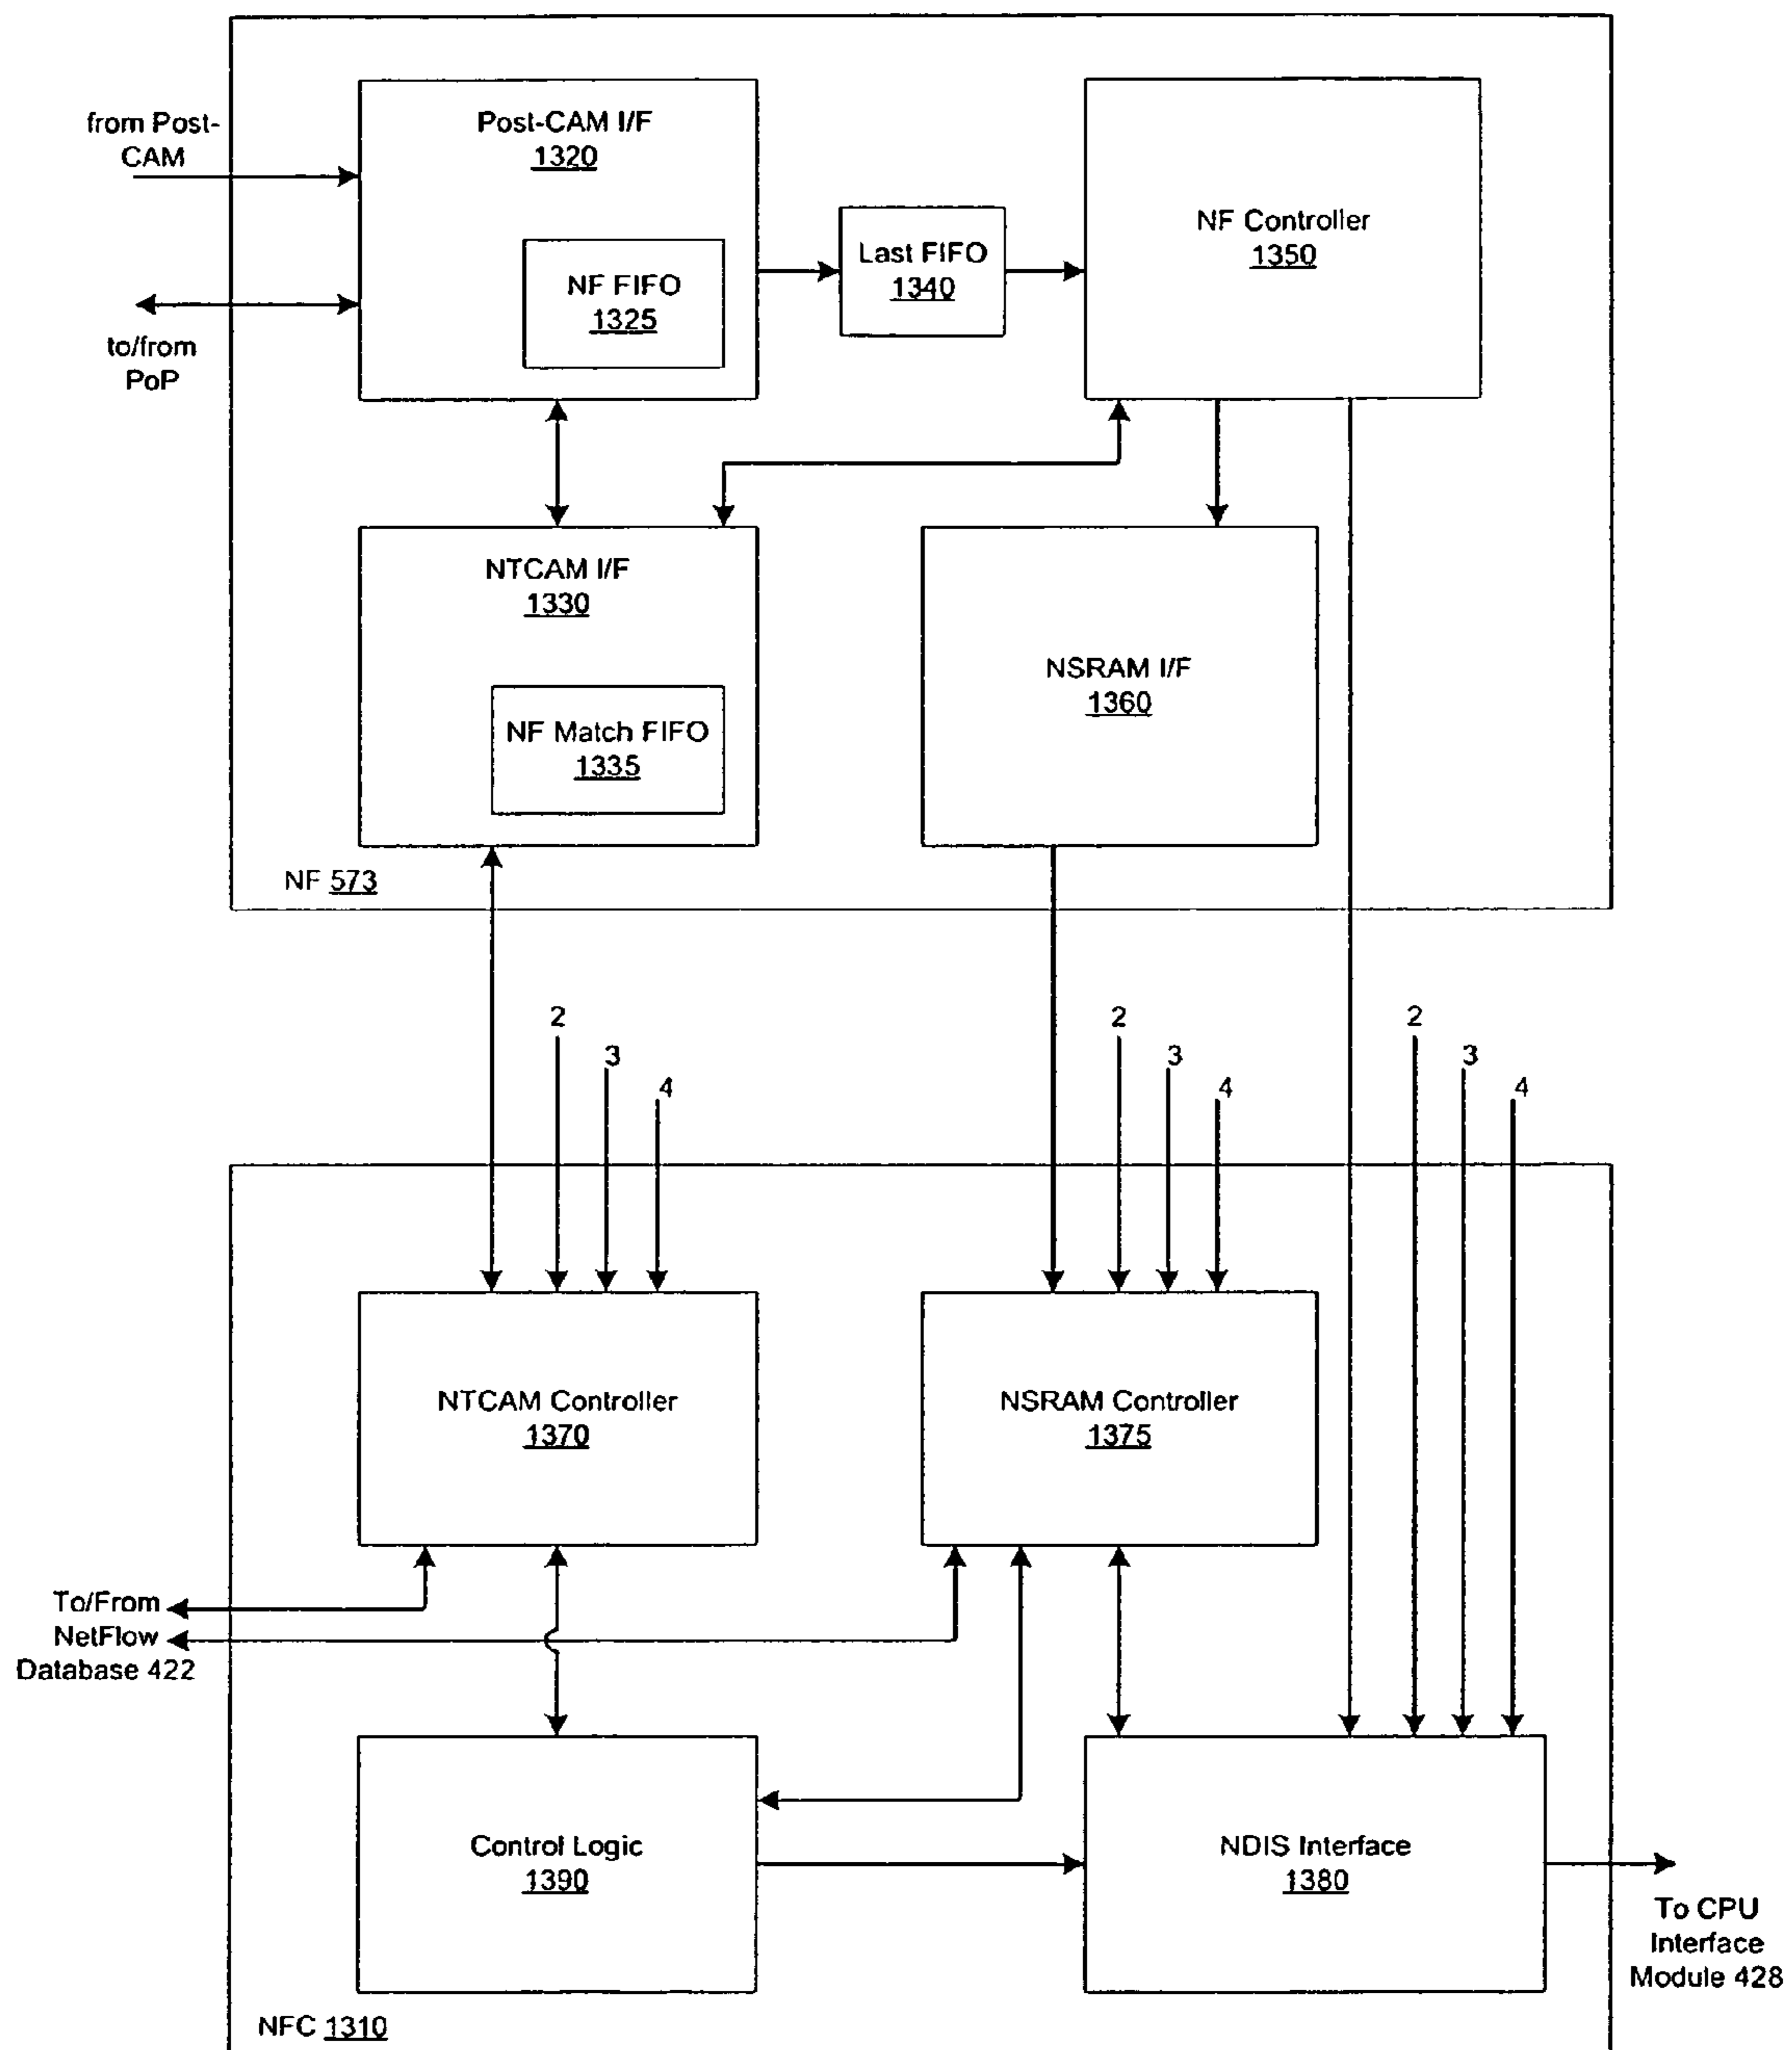 from Post-
CAM
to/from
PoP
Post-CAM I/F
1320
NF FIFO
1325
Last FIFO
1340
NF Controller
1350
NTCAM I/F
1330
NF Match FIFO
1335
NSRAM I/F
1360
NF 573
2
3
4
2
3
4
2
3
4
NTCAM Controller
1370
NSRAM Controller
1375
To/From
NetFlow
Database 422
Control Logic
1390
NDIS Interface
1380
To CPU
Interface
Module 428
NFC 1310